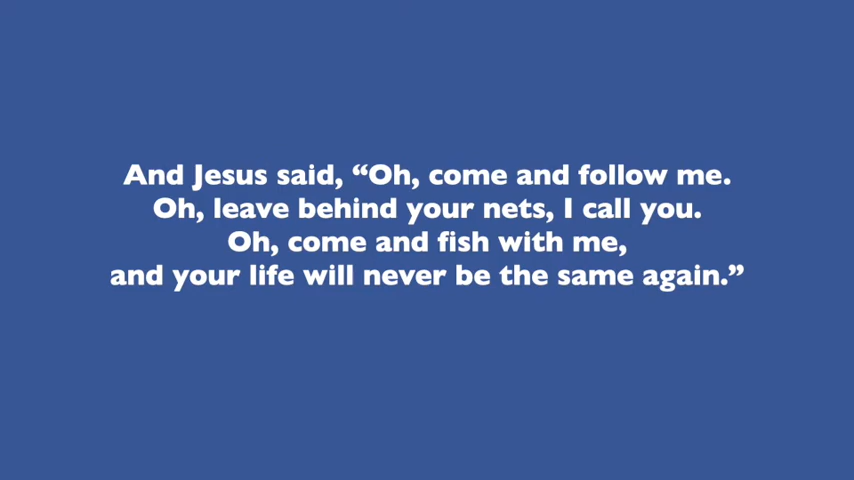 And Jesus said, “Oh, come and follow me.
Oh, leave behind your nets, I call you.
Oh, come and fish with me,
and your life will never be the same again.”